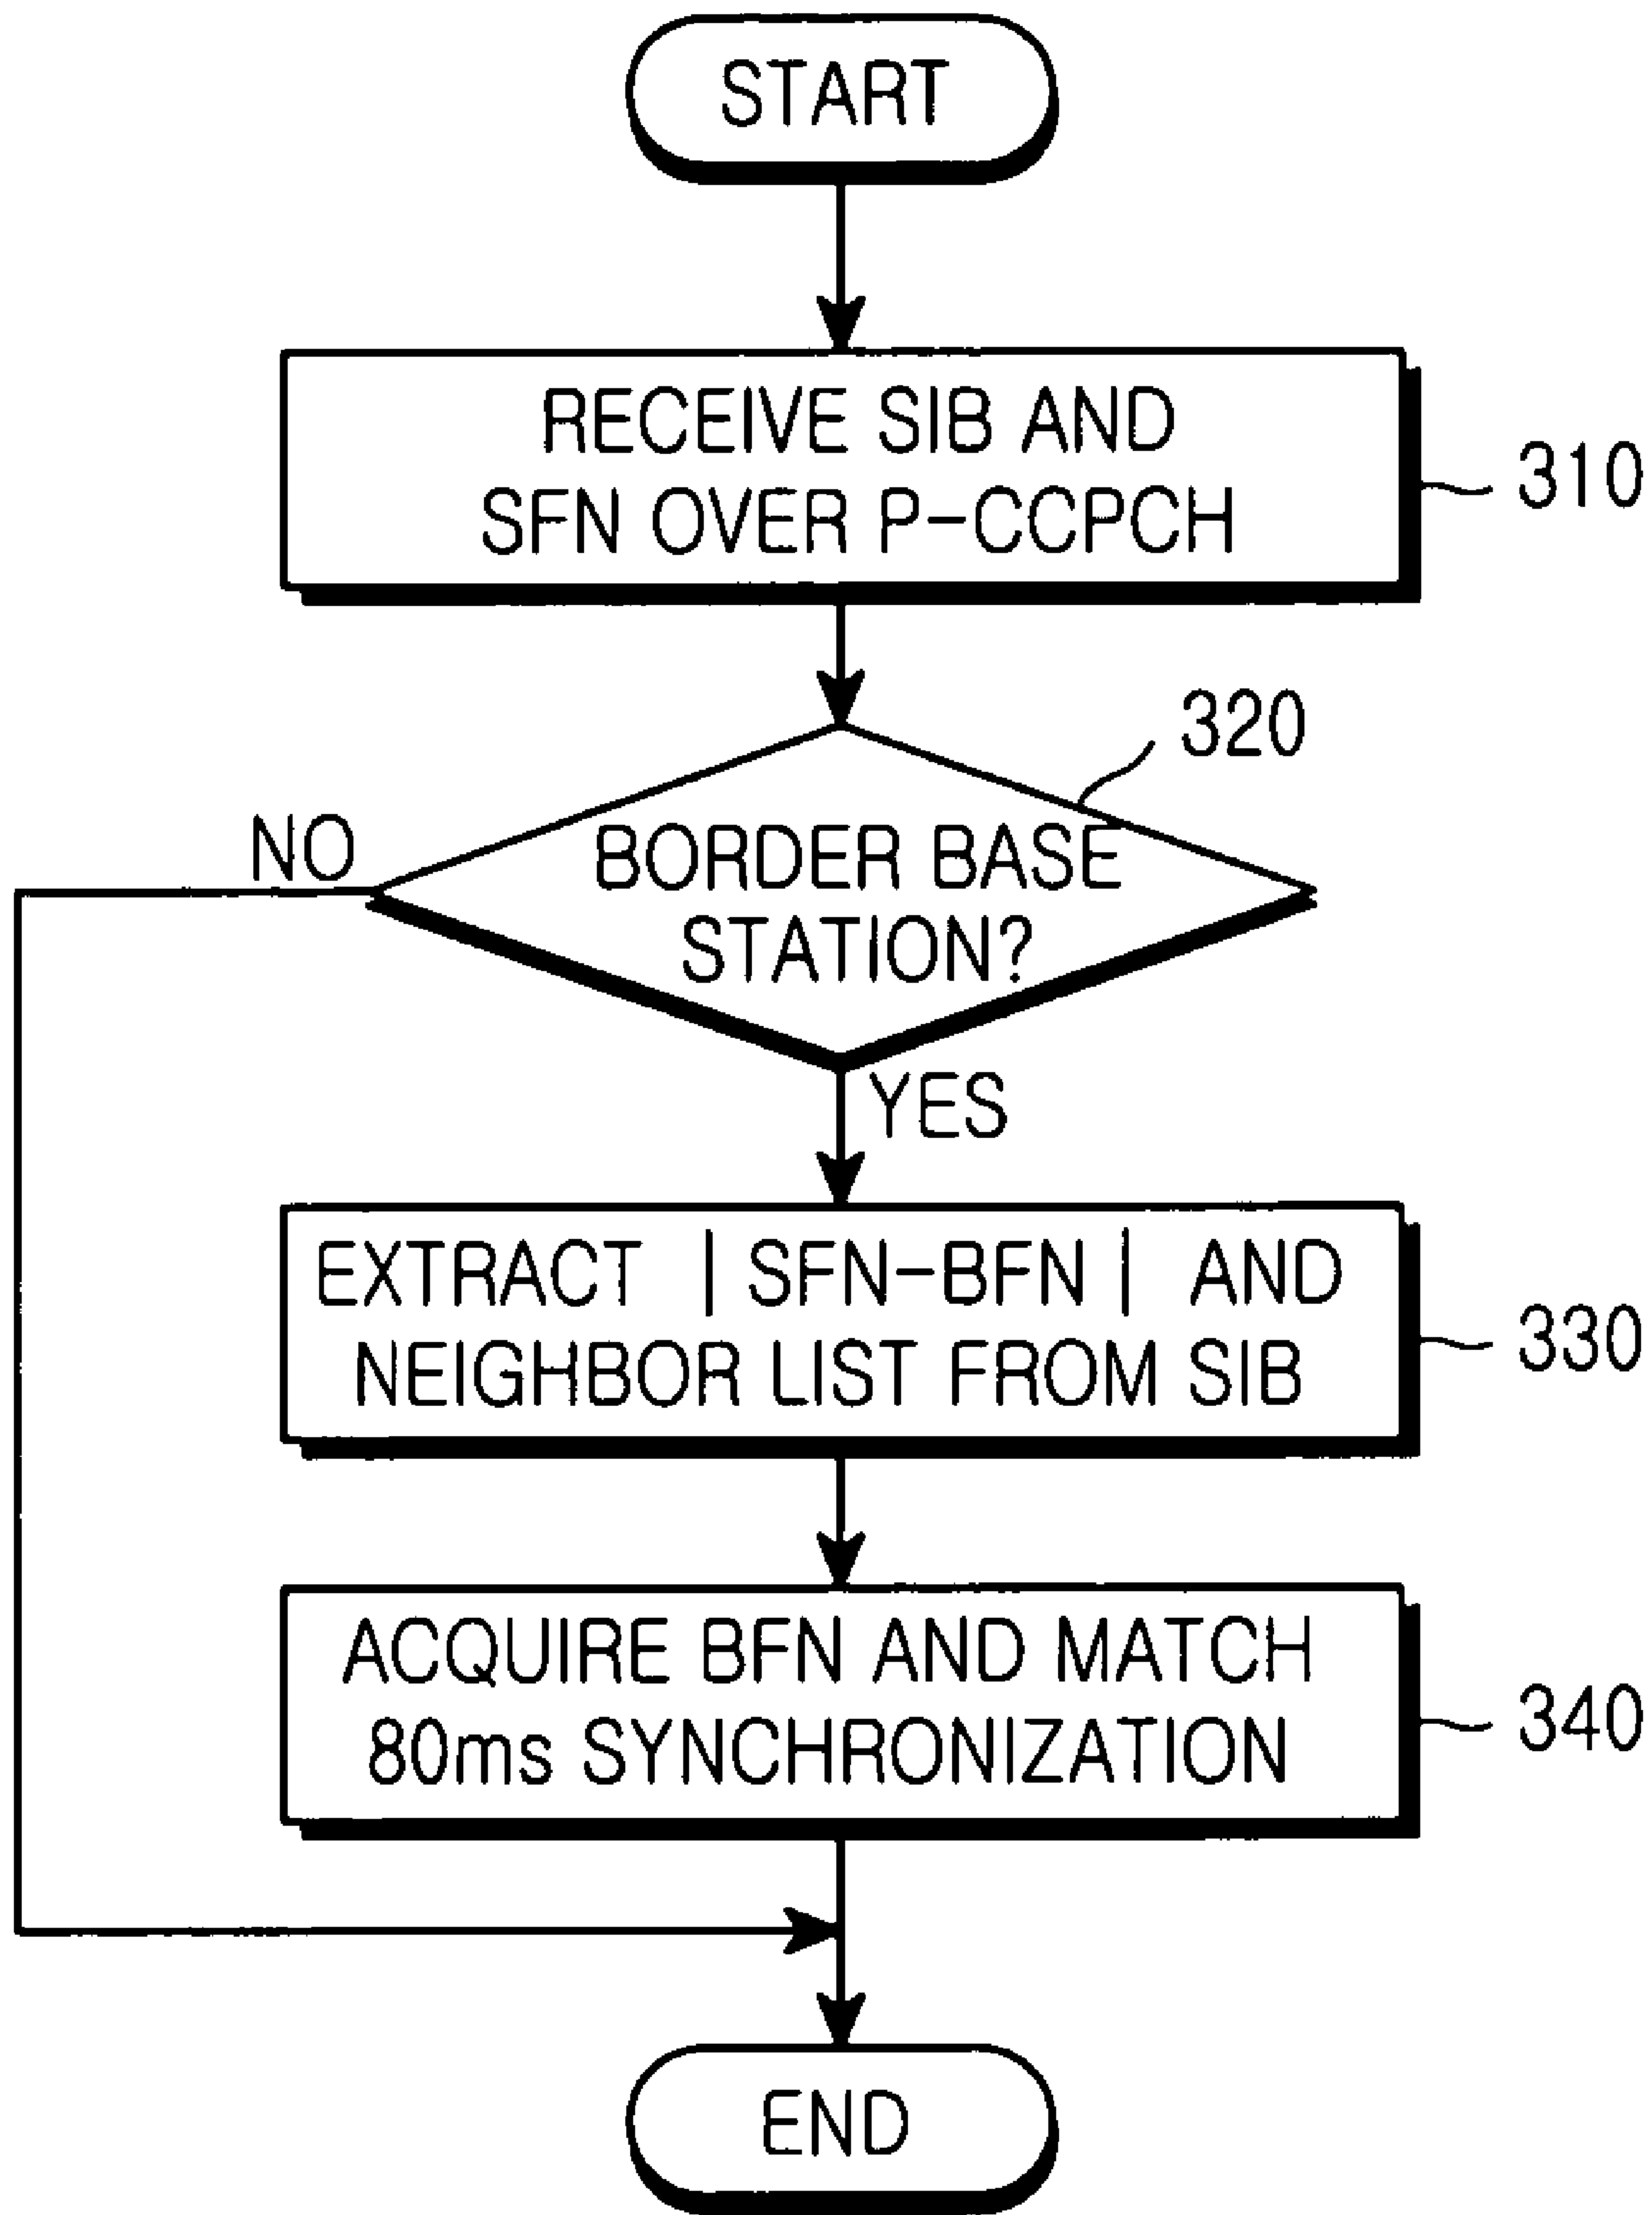 START
RECEIVE SIB AND
SFN OVER P-CCPCH
310
320
NO
BORDER BASE
STATION?
YES
EXTRACT | SFN-BFN | AND
NEIGHBOR LIST FROM SIB
330
ACQUIRE BFN AND MATCH
80ms SYNCHRONIZATION
340
END